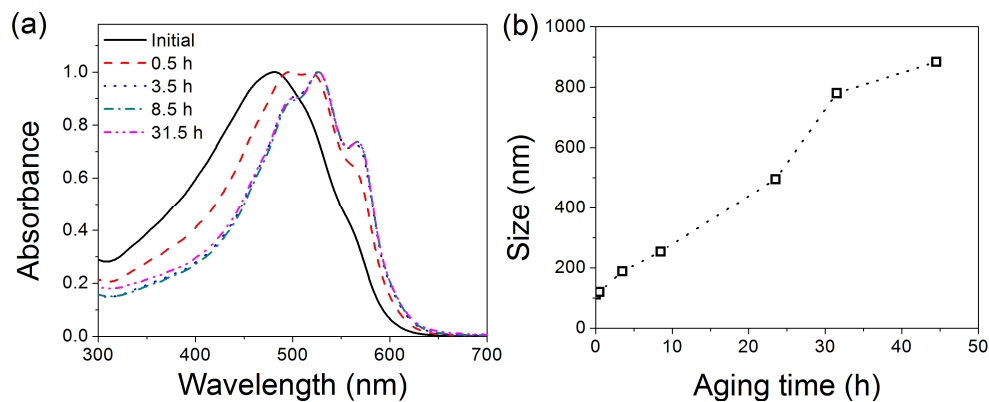 (a)
Initial
0.5 h
3.5 h
8.5 h
31.5 h
Absorbance
1.0
0.8
0.6
0.4
0.2
0.0
300 400 500 600 700
Wavelength (nm)
(b)
Size (nm)
1000
800
600
400
200
0
0 10 20 30 40 50
Aging time (h)